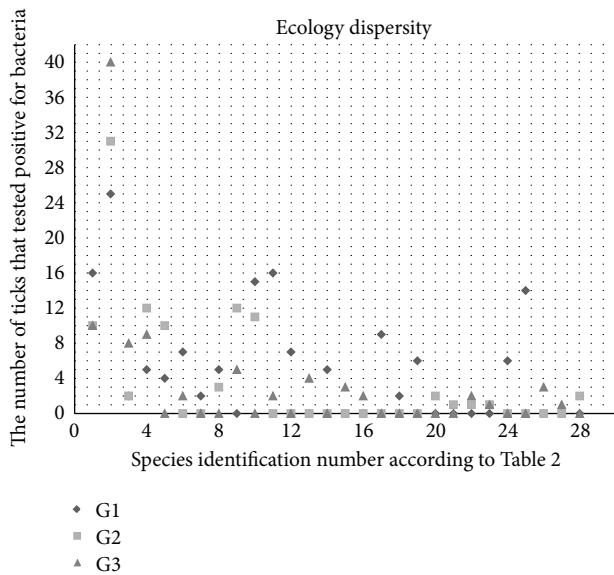 Ecology dispersity
The number of ticks that tested positive for bacteria
40
36
32
28
24
20
16
12
8
4
0
0 4 8 12 16 20 24 28
Species identification number according to Table 2
G1
G2
G3